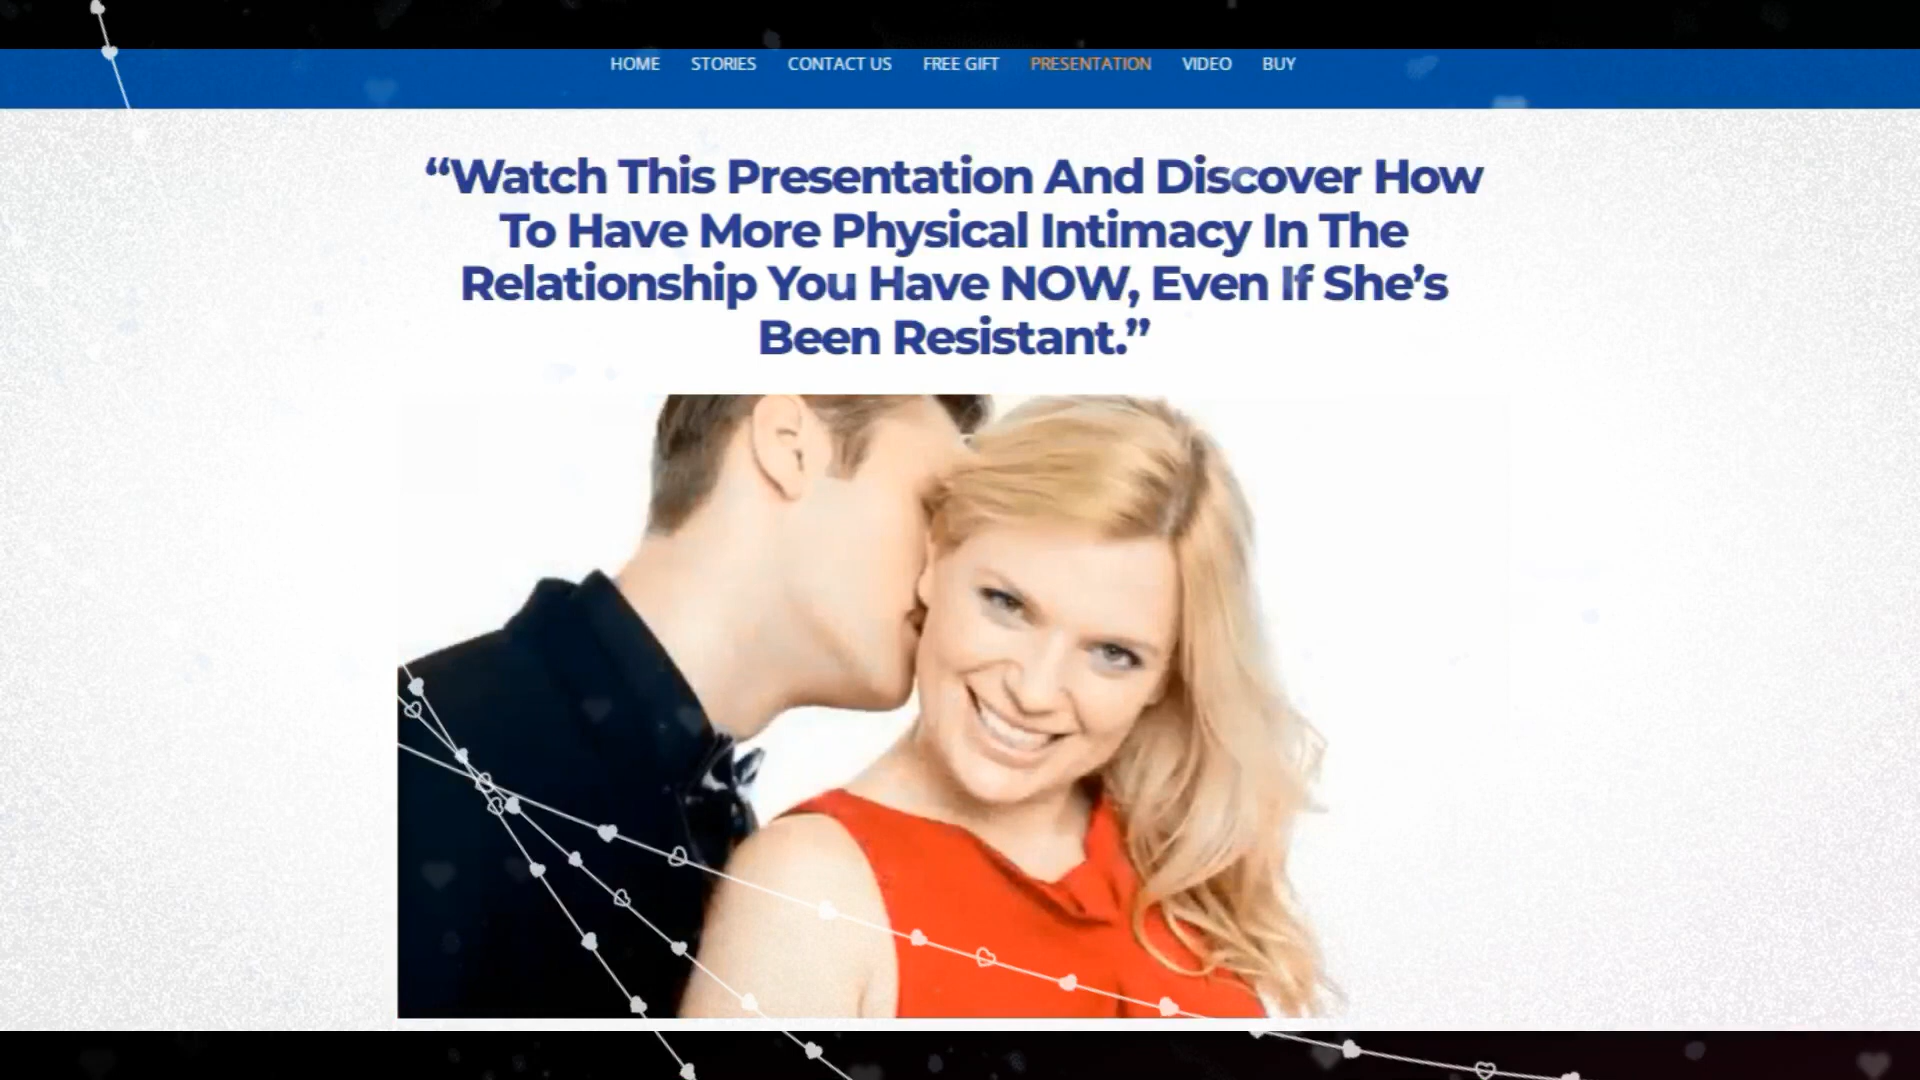 HOME STORIES CONTACT US FREE GIFT PRESENTATION VIDEO BUY
“Watch This Presentation And Discover How
To Have More Physical Intimacy In The
Relationship You Have NOW, Even If She’s
Been Resistant.”